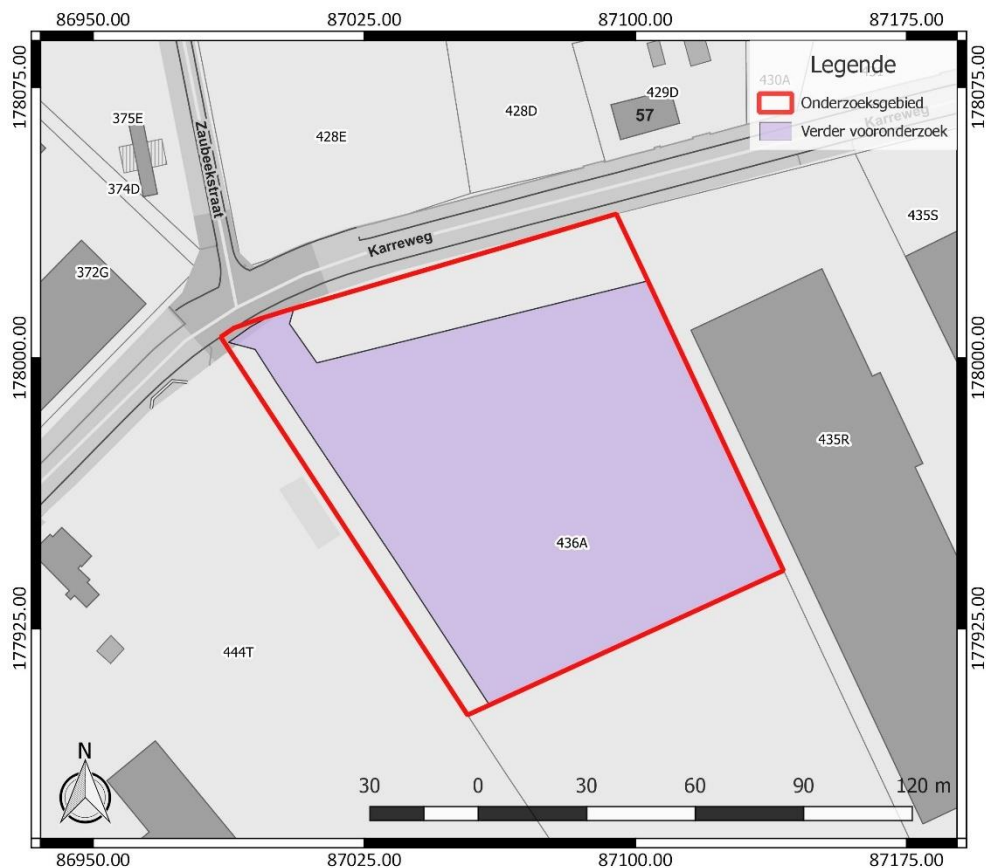 86950.00 87025.00 87100.00 87175.00
178075.00
178075.00
Legende
Onderzoeksgebied
Verder vooronderzoek
430A
429D
57
428D
428E
375E
374D
372G
Zaubeekstraat
Karreweg
Karreweg
435S
178000.00
178000.00
435R
436A
444T
177925.00
177925.00
N
30 0 30 60 90 120 m
86950.00 87025.00 87100.00 87175.00